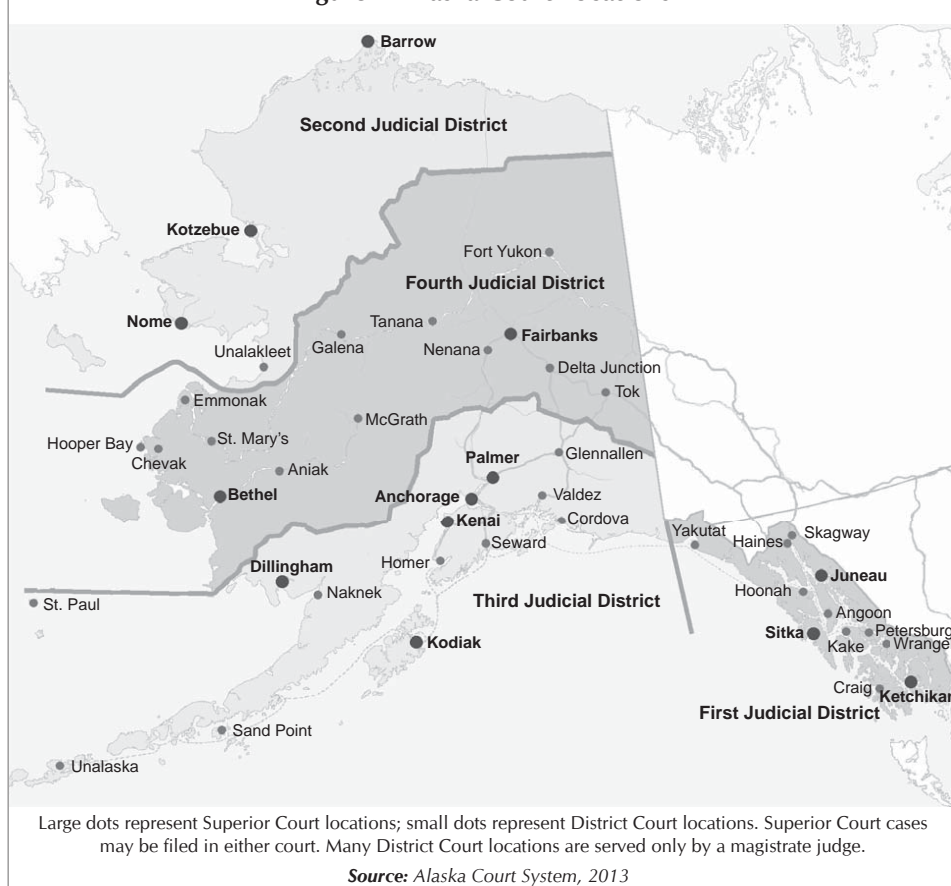 Barrow
Second Judicial District
Kotzebue
Fort Yukon
Fourth Judicial District
Nome
Tanana
Fairbanks
Unalakleet
Galena
Nenana
Delta Junction
Emmonak
Tok
McGrath
Hooper Bay
St. Mary's
Chevak
Glennallen
Aniak
Palmer
Bethel
Anchorage
Valdez
Kenai
Cordova
Yakutat
Skagway
Haines
Seward
Homer
Dillingham
Juneau
Naknek
Hoonah
St. Paul
Third Judicial District
Angoon
Sitka
Petersburg
Kodiak
Kake
Wrange
Craig
Ketchikan
First Judicial District
Sand Point
Unalaska
Large dots represent Superior Court locations; small dots represent District Court locations. Superior Court cases
may be filed in either court. Many District Court locations are served only by a magistrate judge.
Source: Alaska Court System, 2013